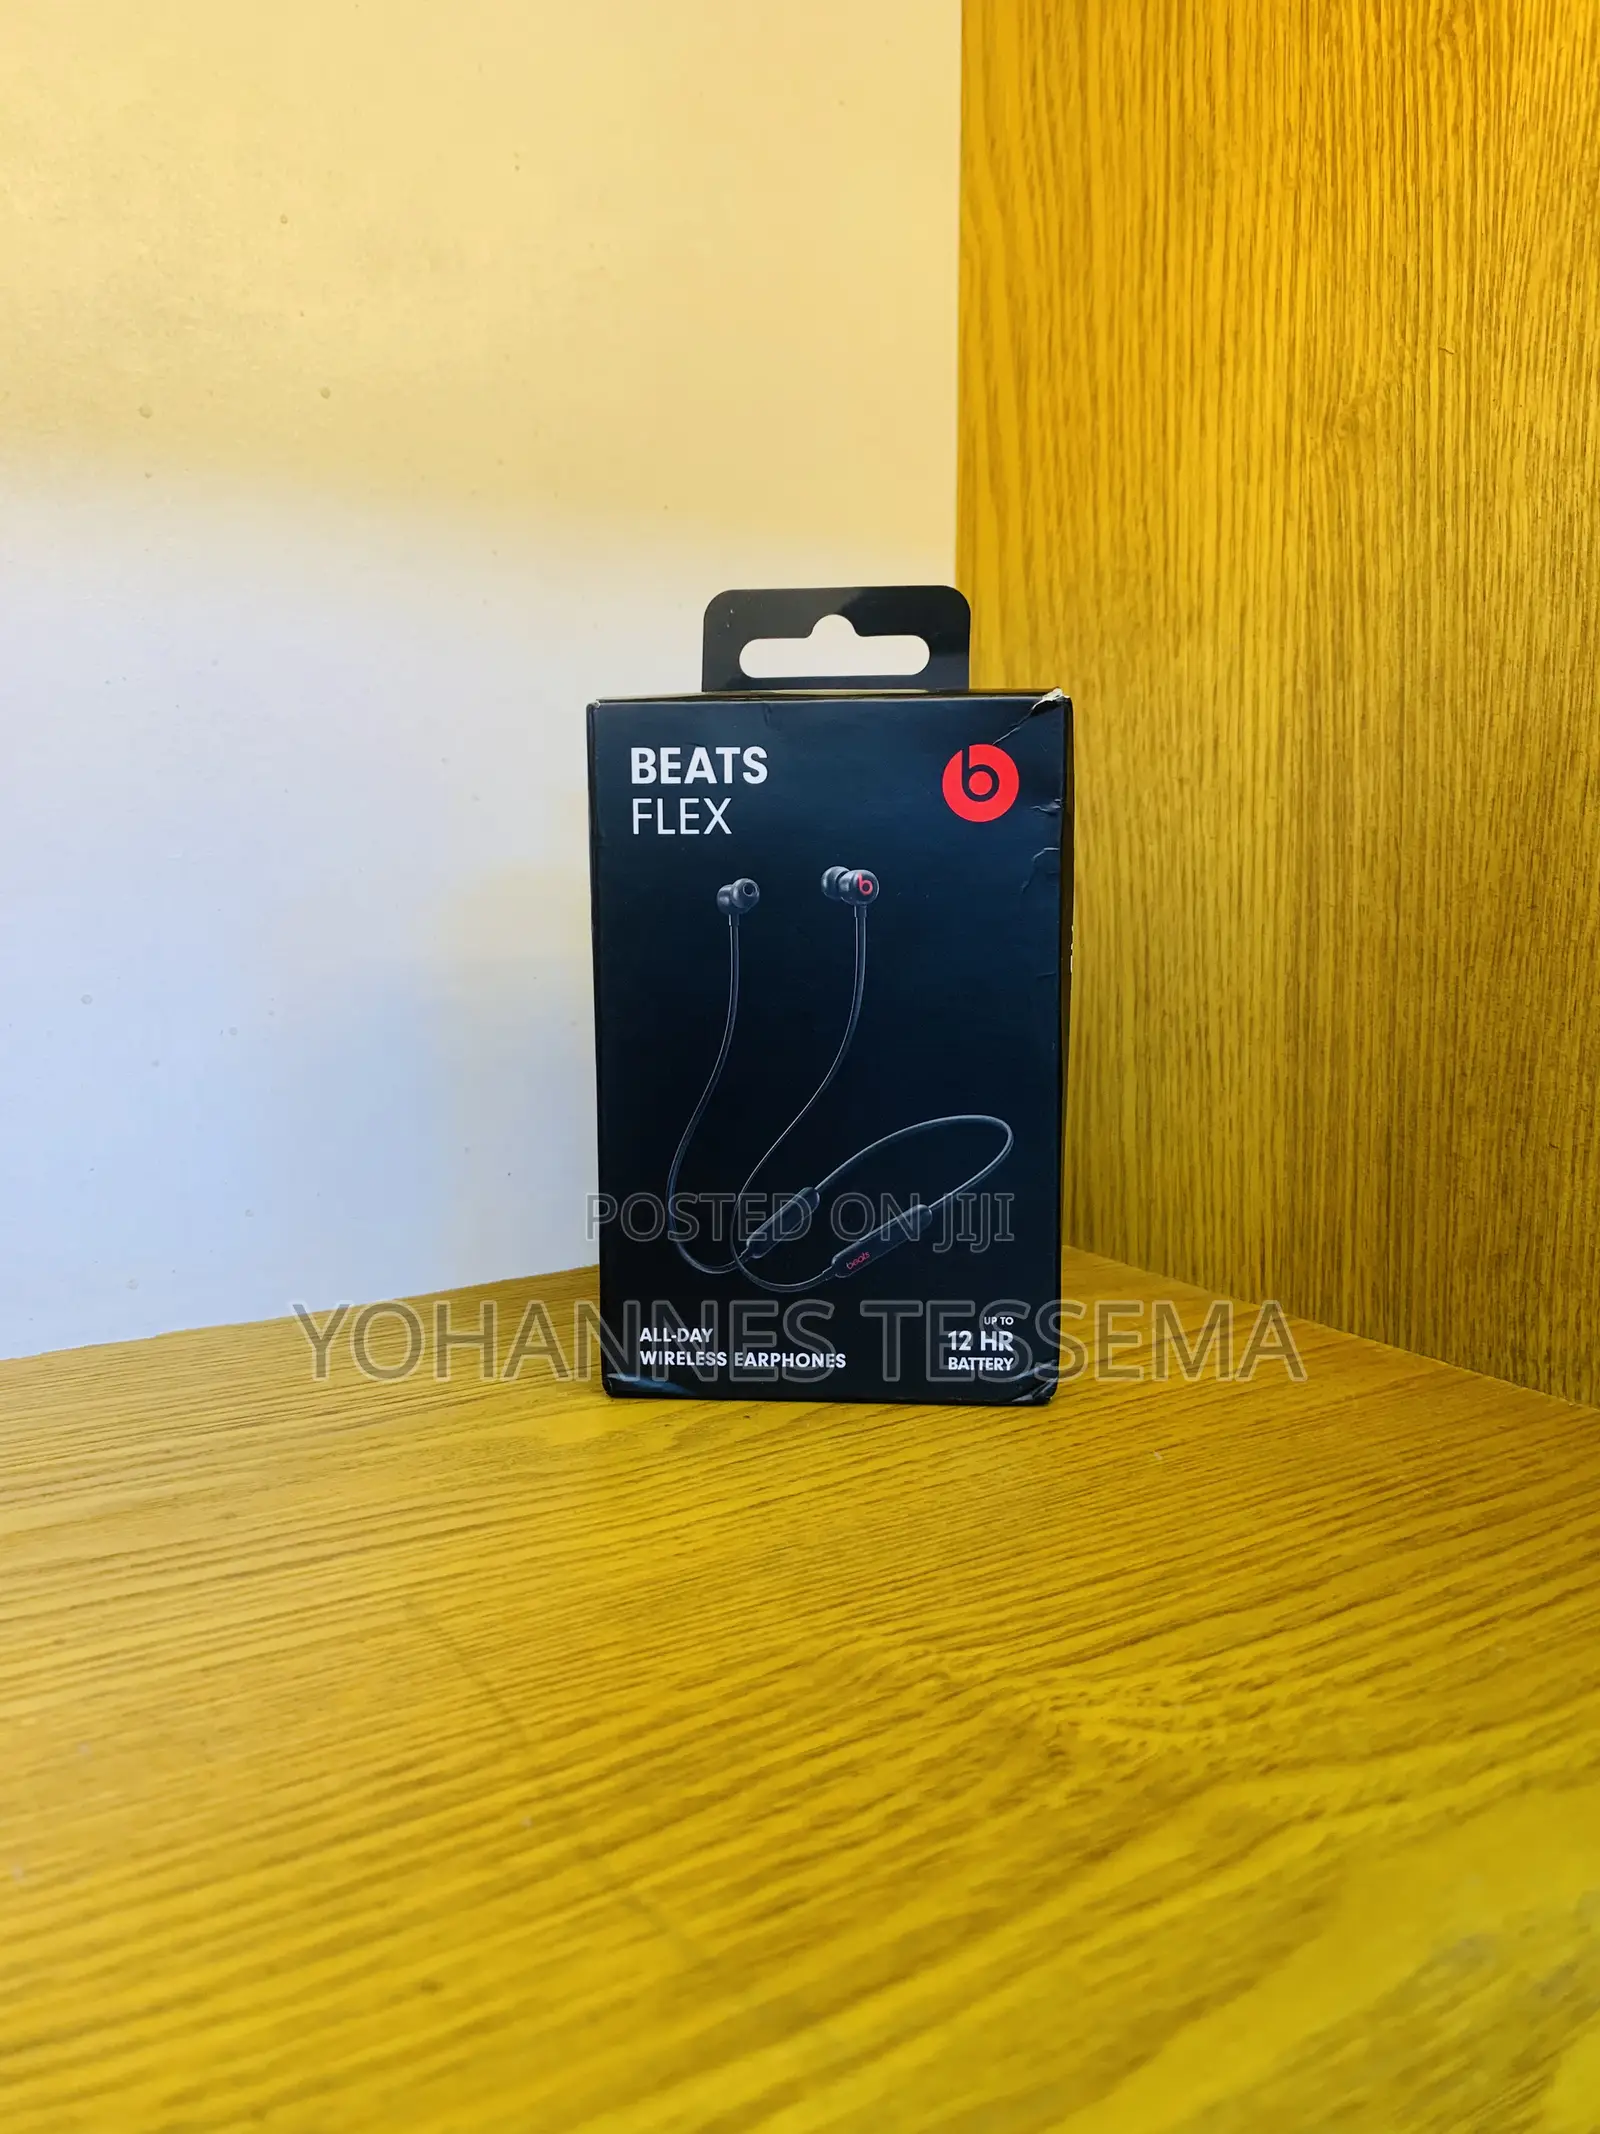 BEATS
FLEX
b
b
beats
POSTED ON JIJI
YOHANNES TESSEMA
ALL-DAY
WIRELESS EARPHONES
UP TO
12 HR
BATTERY